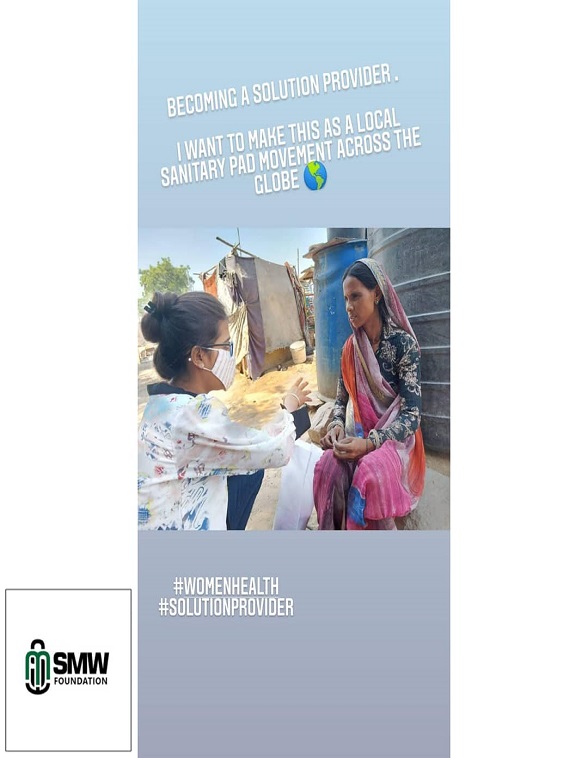 BECOMING A SOLUTION PROVIDER .
I WANT TO MAKE THIS AS A LOCAL
SANITARY PAD MOVEMENT ACROSS THE
GLOBE 🌎
#WOMENHEALTH
#SOLUTIONPROVIDER
SMW
FOUNDATION